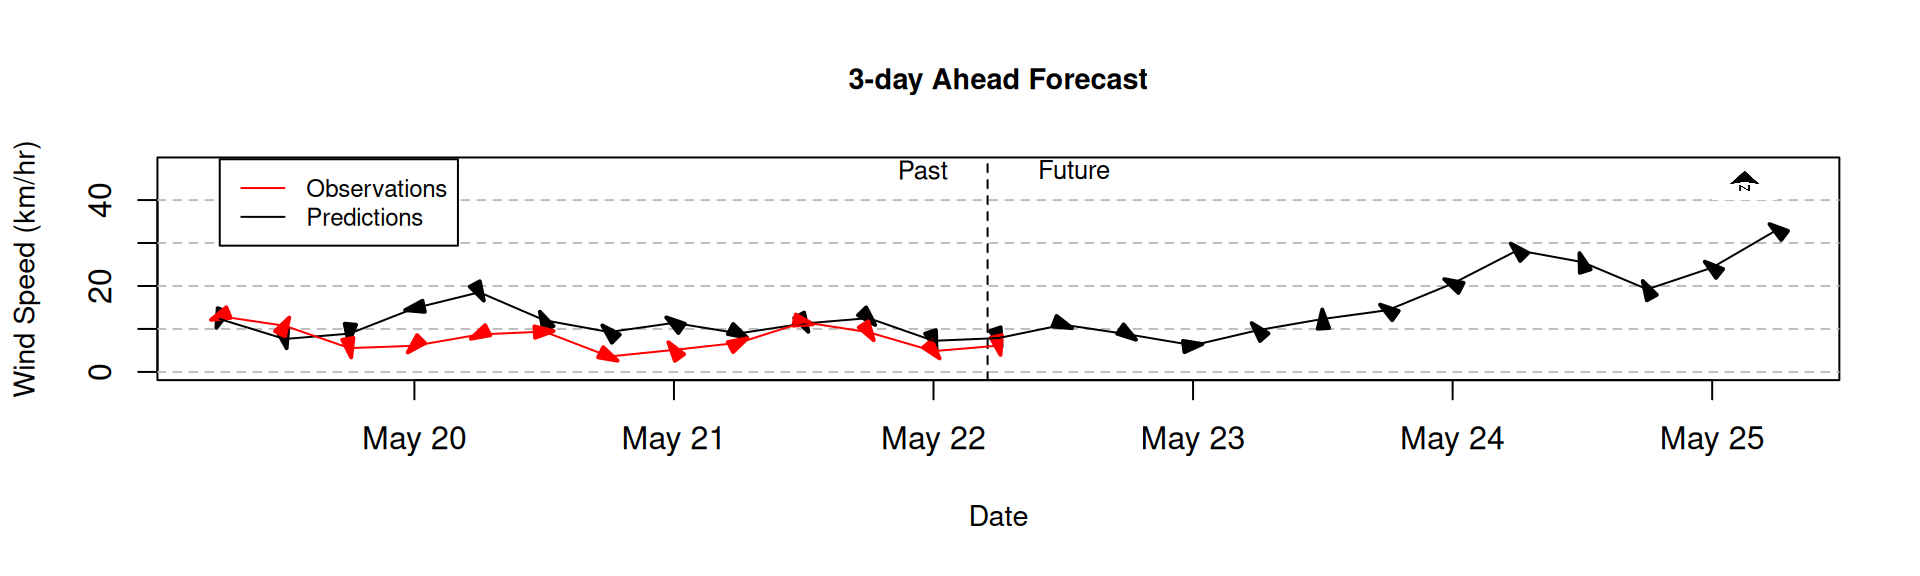 3-day Ahead Forecast
Wind Speed (km/hr)
Observations
Predictions
Past
Future
N
40
20
0
May 20
May 21
May 22
May 23
May 24
May 25
Date